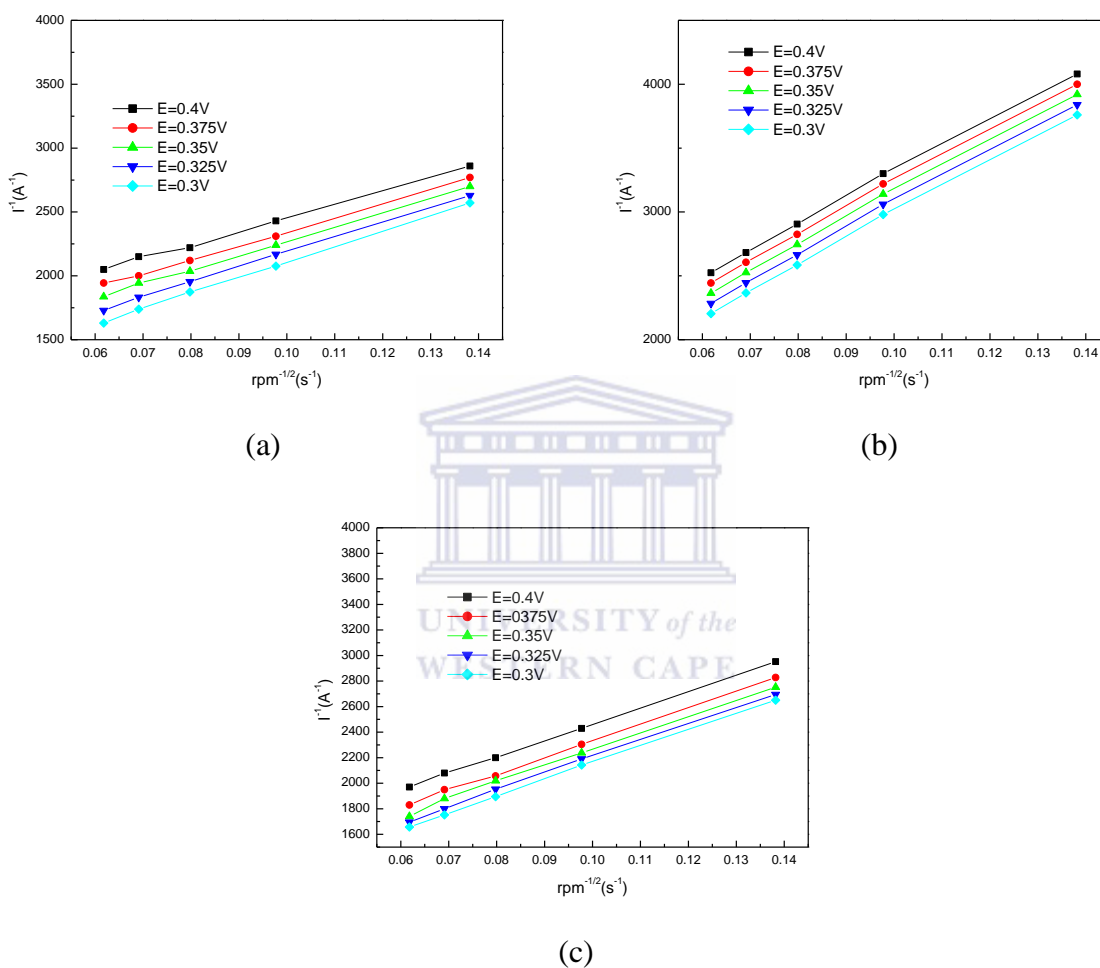 4000
3500
3000
2500
2000
1500
I⁻¹(A⁻¹)
E=0.4V
E=0.375V
E=0.35V
E=0.325V
E=0.3V
0.06 0.07 0.08 0.09 0.10 0.11 0.12 0.13 0.14
rpm⁻¹/²(s⁻¹)
(a)
4000
3000
2000
I⁻¹(A⁻¹)
E=0.4V
E=0.375V
E=0.35V
E=0.325V
E=0.3V
0.06 0.07 0.08 0.09 0.10 0.11 0.12 0.13 0.14
rpm⁻¹/²(s⁻¹)
(b)
4000
3800
3600
3400
3200
3000
2800
2600
2400
2200
2000
1800
1600
I⁻¹(A⁻¹)
E=0.4V
E=0375V
E=0.35V
E=0.325V
E=0.3V
UNIVERSITY of the
WESTERN CAPE
0.06 0.07 0.08 0.09 0.10 0.11 0.12 0.13 0.14
rpm⁻¹/²(s⁻¹)
(c)